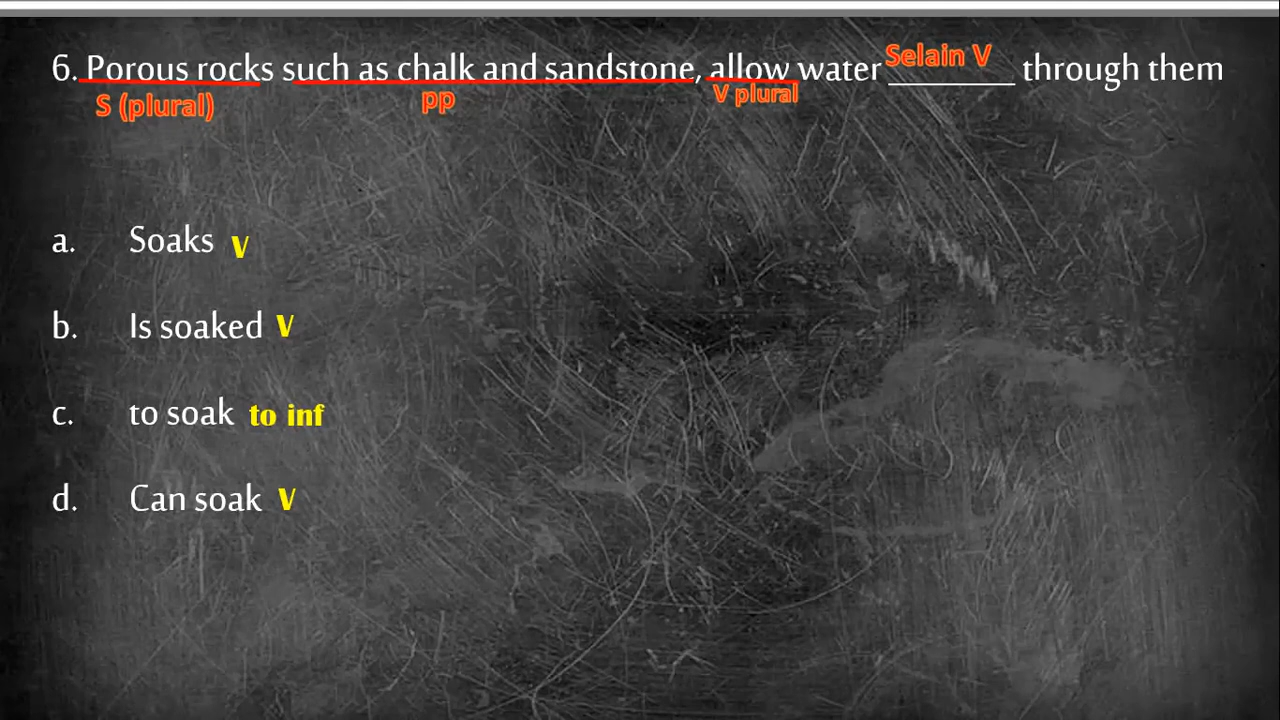 6. Porous rocks such as chalk and sandstone, allow water Selain V ________ through them
S (plural) pp V plural
a. Soaks V
b. Is soaked V
c. to soak to inf
d. Can soak V